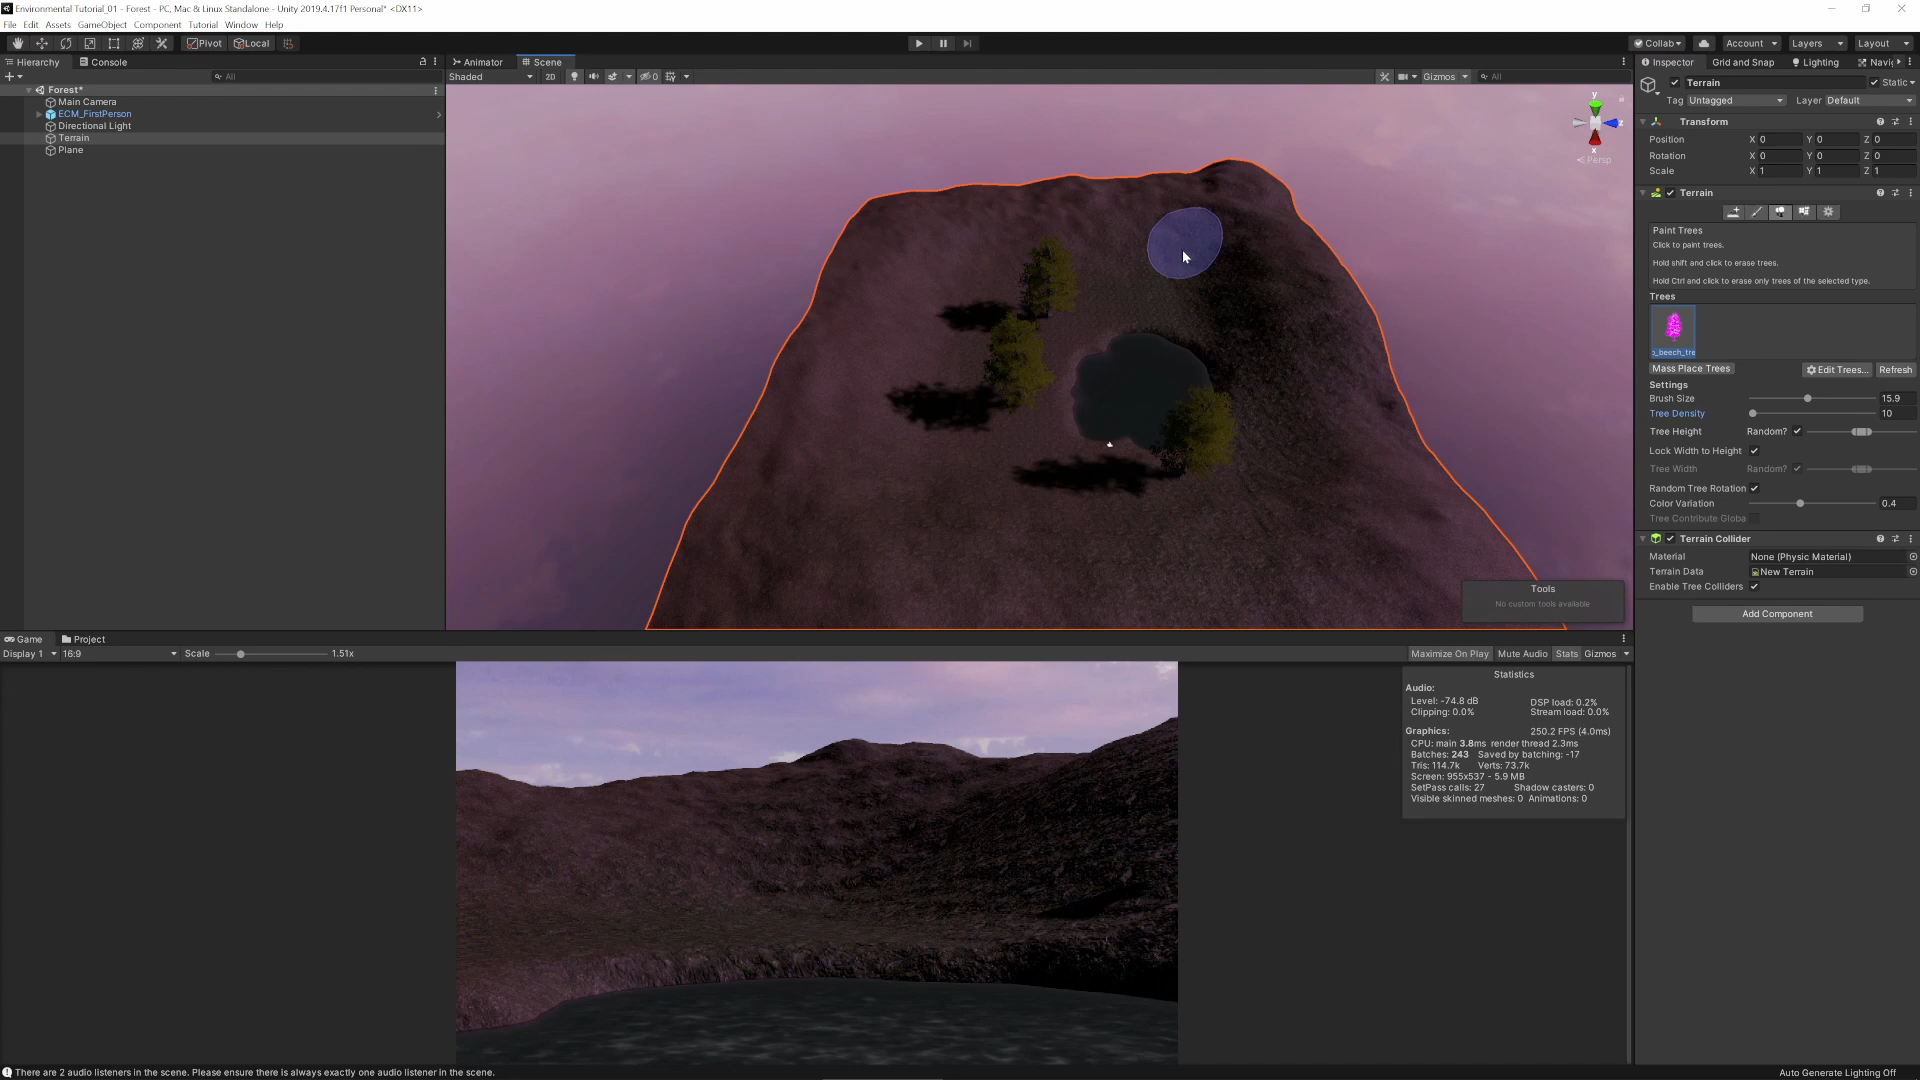 Environmental Tutorial_01 - Forest - PC, Mac & Linux Standalone - Unity 2019.4.17f1 Personal* <DX11>
File Edit Assets GameObject Component Tutorial Window Help
Pivot Local
Collab Account Layers Layout
Hierarchy Console
All
Forest*
Main Camera
ECM_FirstPerson
Directional Light
Terrain
Plane
Animator Scene
Shaded 2D 0 Gizmos All
y
z
x
Persp
Tools
No custom tools available
Inspector Grid and Snap Lighting Navi
Terrain Static
Tag Untagged Layer Default
Transform
Position X 0 Y 0 Z 0
Rotation X 0 Y 0 Z 0
Scale X 1 Y 1 Z 1
Terrain
Paint Trees
Click to paint trees.
Hold shift and click to erase trees.
Hold Ctrl and click to erase only trees of the selected type.
Trees
_beech_tre
Mass Place Trees Edit Trees... Refresh
Settings
Brush Size 15.9
Tree Density 10
Tree Height Random?
Lock Width to Height
Tree Width Random?
Random Tree Rotation
Color Variation 0.4
Tree Contribute Globa
Terrain Collider
Material None (Physic Material)
Terrain Data New Terrain
Enable Tree Colliders
Add Component
Game Project
Display 1 16:9 Scale 1.51x
Maximize On Play Mute Audio Stats Gizmos
Statistics
Audio:
Level: -74.8 dB DSP load: 0.2%
Clipping: 0.0% Stream load: 0.0%
Graphics: 250.2 FPS (4.0ms)
CPU: main 3.8ms render thread 2.3ms
Batches: 243 Saved by batching: -17
Tris: 114.7k Verts: 73.7k
Screen: 955x537 - 5.9 MB
SetPass calls: 27 Shadow casters: 0
Visible skinned meshes: 0 Animations: 0
There are 2 audio listeners in the scene. Please ensure there is always exactly one audio listener in the scene.
Auto Generate Lighting Off